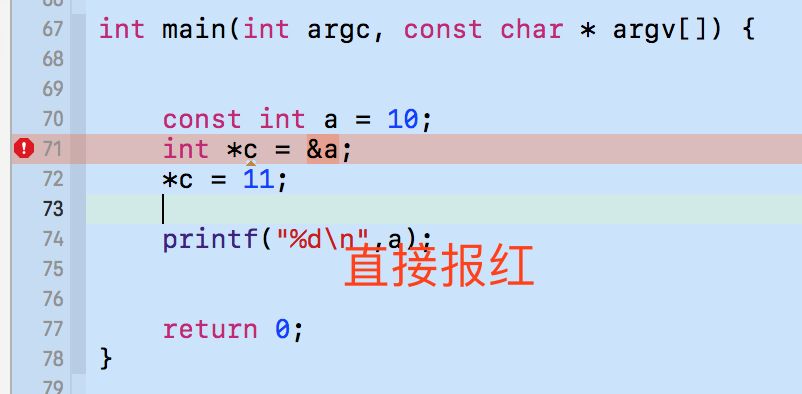 67 int main(int argc, const char * argv[]) {
68
69
70 const int a = 10;
71 int *c = &a;
72 *c = 11;
73
74 printf("%d\n",a);
直接报红
75
76
77 return 0;
78 }
79